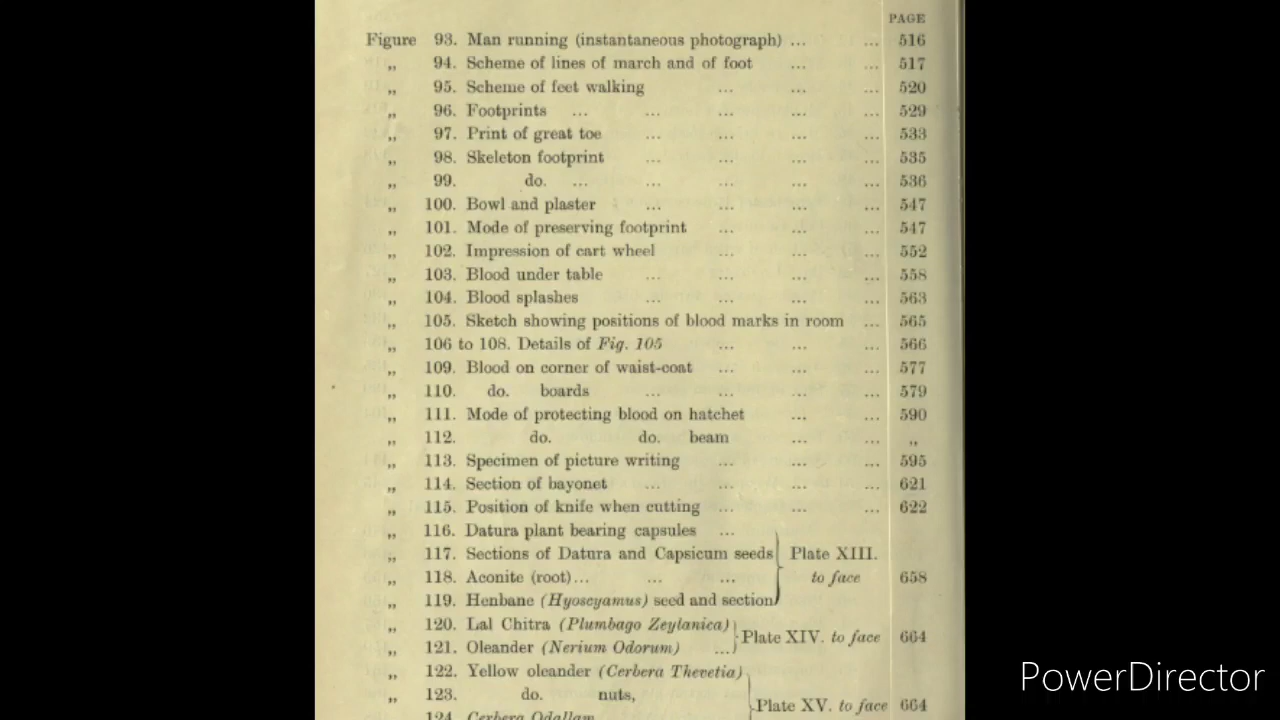 PAGE
Figure 93. Man running (instantaneous photograph) ... ... 516
„ 94. Scheme of lines of march and of foot ... ... 517
„ 95. Scheme of feet walking ... ... ... 520
„ 96. Footprints ... ... ... ... ... 529
„ 97. Print of great toe ... ... ... ... 533
„ 98. Skeleton footprint ... ... ... ... 535
„ 99. do. ... ... ... ... ... 536
„ 100. Bowl and plaster ... ... ... ... 547
„ 101. Mode of preserving footprint ... ... ... 547
„ 102. Impression of cart wheel ... ... ... 552
„ 103. Blood under table ... ... ... ... 558
„ 104. Blood splashes ... ... ... ... 563
„ 105. Sketch showing positions of blood marks in room ... 565
„ 106 to 108. Details of Fig. 105 ... ... ... 566
„ 109. Blood on corner of waist-coat ... ... ... 577
„ 110. do. boards ... ... ... ... 579
„ 111. Mode of protecting blood on hatchet ... ... 590
„ 112. do. do. beam ... ... „
„ 113. Specimen of picture writing ... ... ... 595
„ 114. Section of bayonet ... ... ... ... 621
„ 115. Position of knife when cutting ... ... ... 622
„ 116. Datura plant bearing capsules ...
„ 117. Sections of Datura and Capsicum seeds Plate XIII.
„ 118. Aconite (root)... ... ... to face 658
„ 119. Henbane (Hyoscyamus) seed and section
„ 120. Lal Chitra (Plumbago Zeylanica)
Plate XIV. to face 664
„ 121. Oleander (Nerium Odorum) ...
„ 122. Yellow oleander (Cerbera Thevetia)
„ 123. do. nuts,
Plate XV. to face 664
124. Cerbera Odallam
PowerDirector